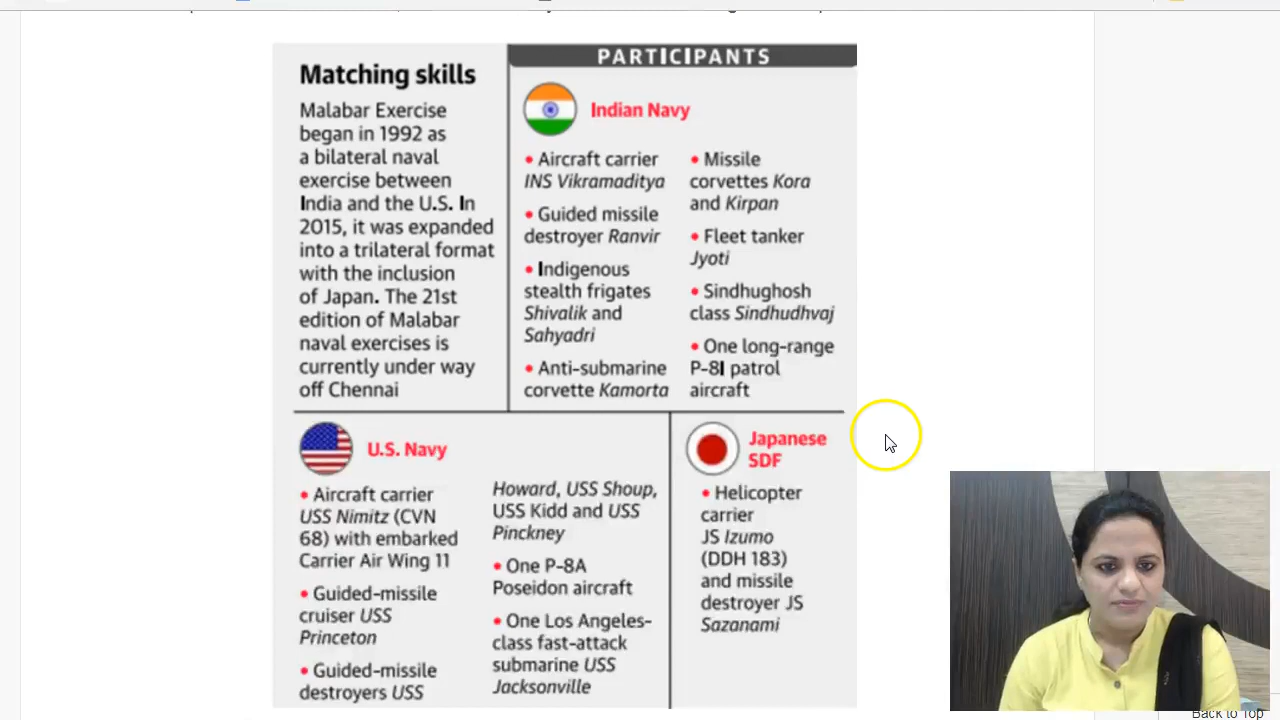 Matching skills
Malabar Exercise
began in 1992 as
a bilateral naval
exercise between
India and the U.S. In
2015, it was expanded
into a trilateral format
with the inclusion
of Japan. The 21st
edition of Malabar
naval exercises is
currently under way
off Chennai
PARTICIPANTS
Indian Navy
• Aircraft carrier
INS Vikramaditya
• Guided missile
destroyer Ranvir
• Indigenous
stealth frigates
Shivalik and
Sahyadri
• Anti-submarine
corvette Kamorta
• Missile
corvettes Kora
and Kirpan
• Fleet tanker
Jyoti
• Sindhughosh
class Sindhudhvaj
• One long-range
P-8I patrol
aircraft
U.S. Navy
• Aircraft carrier
USS Nimitz (CVN
68) with embarked
Carrier Air Wing 11
• Guided-missile
cruiser USS
Princeton
• Guided-missile
destroyers USS
Howard, USS Shoup,
USS Kidd and USS
Pinckney
• One P-8A
Poseidon aircraft
• One Los Angeles-
class fast-attack
submarine USS
Jacksonville
Japanese
SDF
• Helicopter
carrier
JS Izumo
(DDH 183)
and missile
destroyer JS
Sazanami
Back to Top